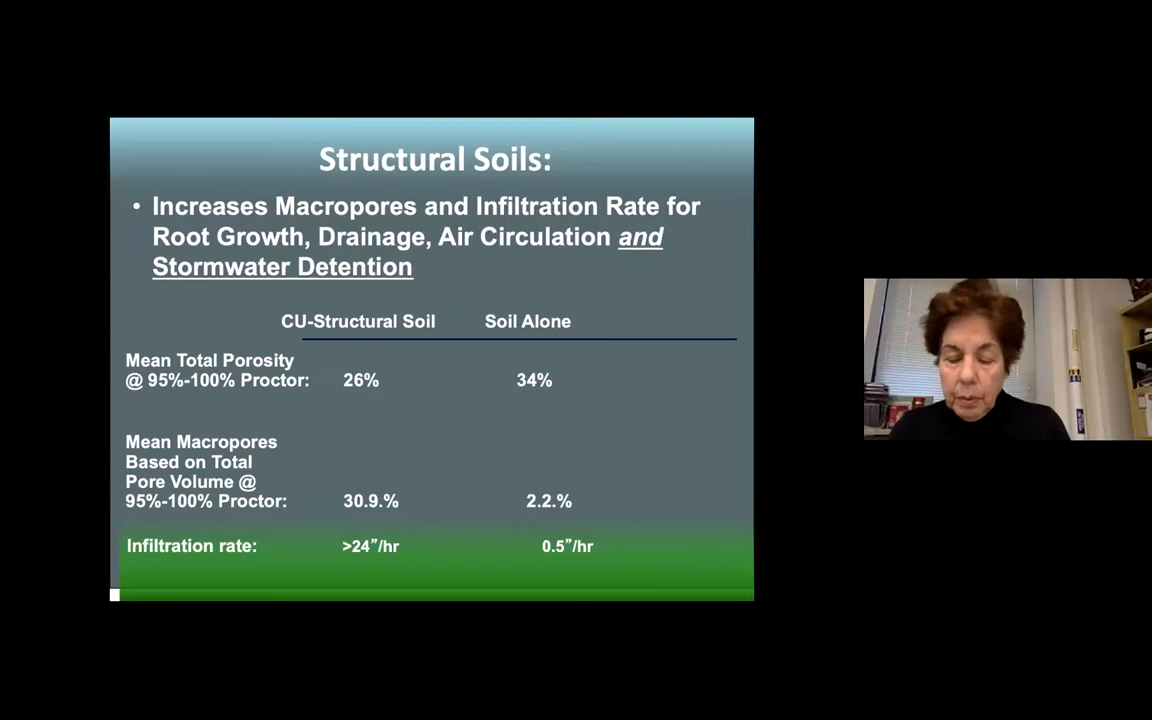 Structural Soils:
• Increases Macropores and Infiltration Rate for
Root Growth, Drainage, Air Circulation and
Stormwater Detention
CU-Structural Soil Soil Alone
Mean Total Porosity
@ 95%-100% Proctor: 26% 34%
Mean Macropores
Based on Total
Pore Volume @
95%-100% Proctor: 30.9.% 2.2.%
Infiltration rate: >24”/hr 0.5”/hr